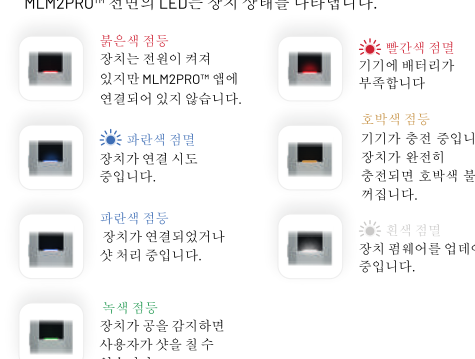 MLM2PRO™ 전면의 LED는 장치 상태를 나타냅니다.
붉은색 점등
장치는 전원이 켜져
있지만 MLM2PRO™ 앱에
연결되어 있지 않습니다.
파란색 점멸
장치가 연결 시도
중입니다.
파란색 점등
장치가 연결되었거나
샷 처리 중입니다.
녹색 점등
장치가 공을 감지하면
사용자가 샷을 칠 수
빨간색 점멸
기기에 배터리가
부족합니다
호박색 점등
기기가 충전 중입니
장치가 완전히
충전되면 호박색 불
꺼집니다.
흰색 점멸
장치 펌웨어를 업데이
중입니다.